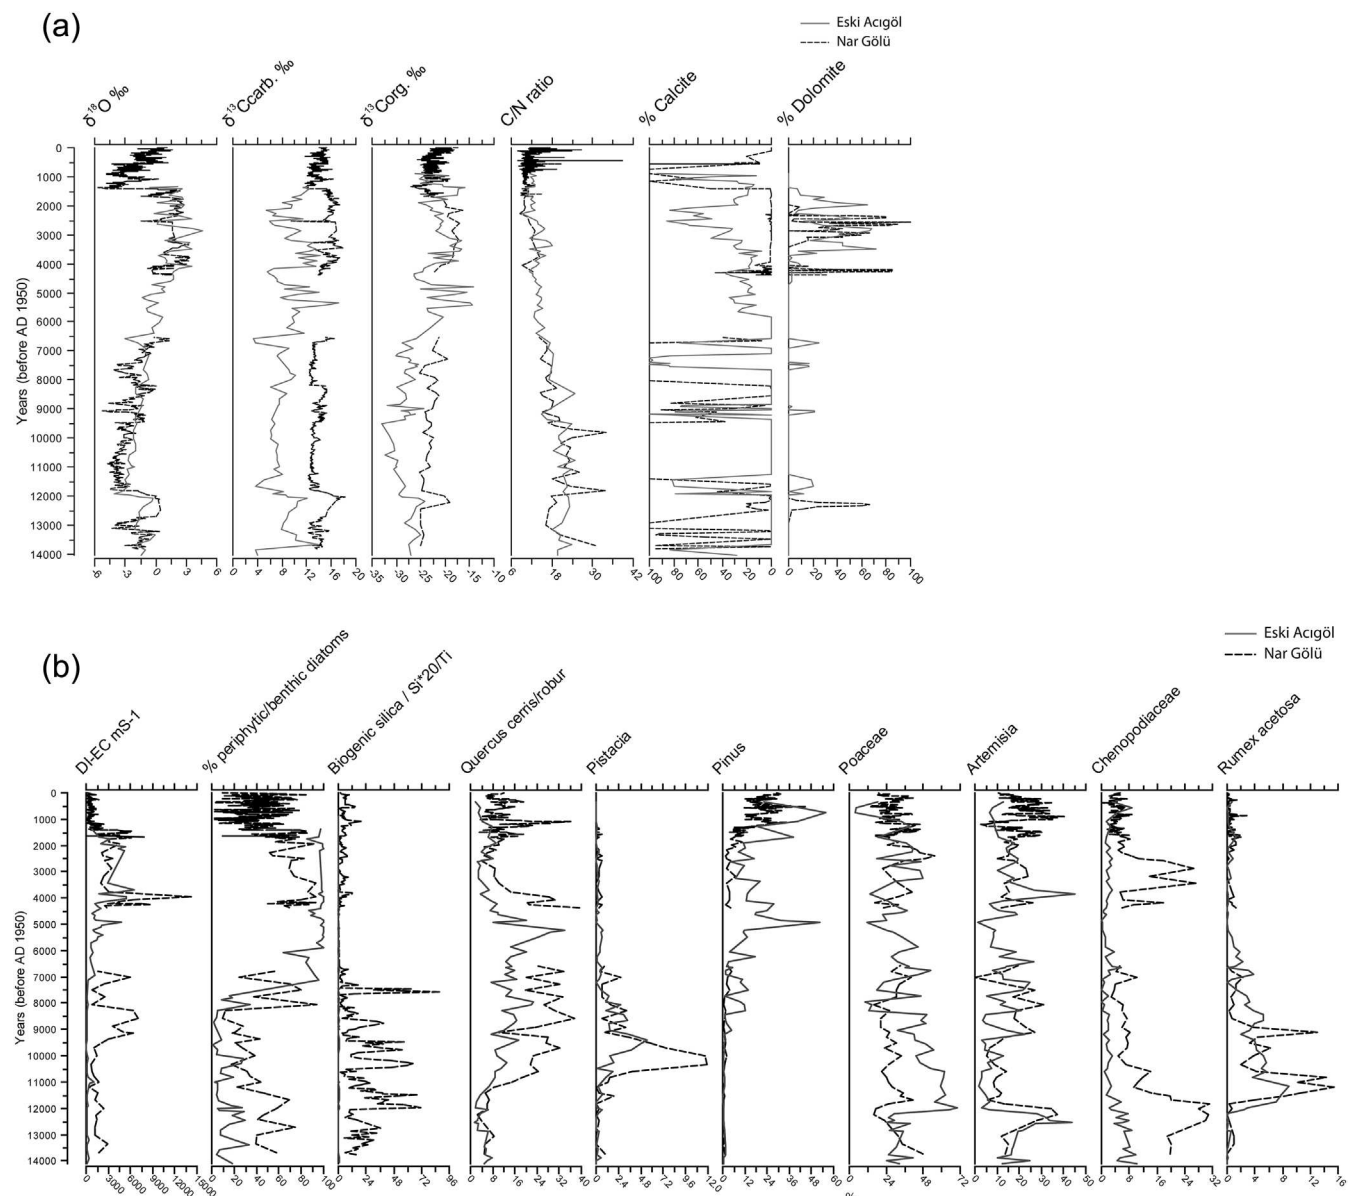 (a)
Eski Acıgöl
Nar Gölü
δ¹⁸O ‰
δ¹³Ccarb. ‰
δ¹³Corg. ‰
C/N ratio
% Calcite
% Dolomite
Years (before AD 1950)
0
1000
2000
3000
4000
5000
6000
7000
8000
9000
10000
11000
12000
13000
14000
-6 -3 0 3 6
0 4 8 12 16 20
-35 -30 -25 -20 -15 -10
6 18 30 42
100 80 60 40 20 0
0 20 40 60 80 100
(b)
Eski Acıgöl
Nar Gölü
DI-EC mS-1
% periphytic/benthic diatoms
Biogenic silica / Si*20/Ti
Quercus cerris/robur
Pistacia
Pinus
Poaceae
Artemisia
Chenopodiaceae
Rumex acetosa
Years (before AD 1950)
0
1000
2000
3000
4000
5000
6000
7000
8000
9000
10000
11000
12000
13000
14000
0 3000 6000 9000 12000 15000
0 20 40 60 80 100
0 24 48 72 96
0 10 20 30 40
0.0 2.4 4.8 7.2 9.6 12.0
0 12 24 36 48 60
0 24 48 72
0 10 20 30 40 50
0 8 16 24 32
0 2 4 6 8 10 12 14 16